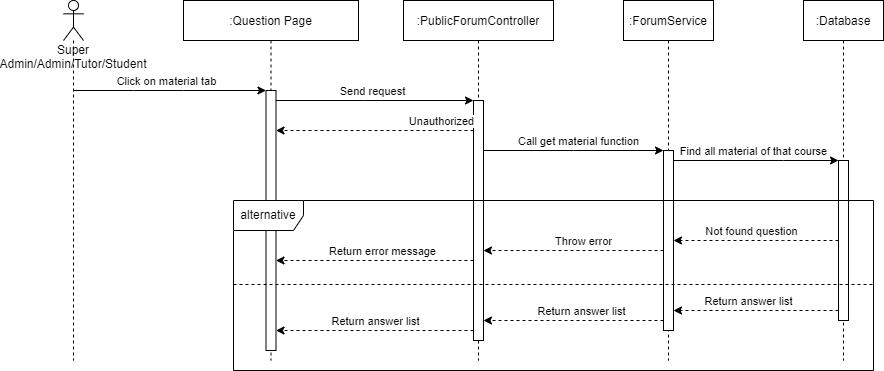 :Question Page
:PublicForumController
:ForumService
:Database
Super
Admin/Admin/Tutor/Student
Click on material tab
Send request
Unauthorized
Call get material function
Find all material of that course
alternative
Not found question
Throw error
Return error message
Return answer list
Return answer list
Return answer list